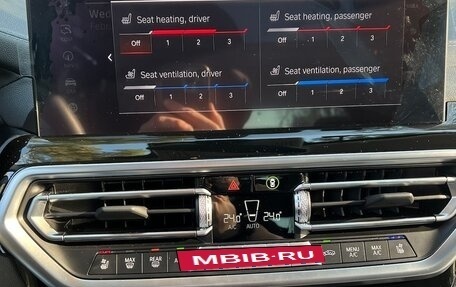 Wed
Seat heating, driver
Seat heating, passenger
Off 1 2 3
1 2 3
Seat ventilation, driver
Seat ventilation, passenger
Off 1 2 3
Off 1 2 3
24.0 24.0
A/C AUTO A/C
MBIB-RU
MAX
REAR
MENU
A/C
MAX
A/C